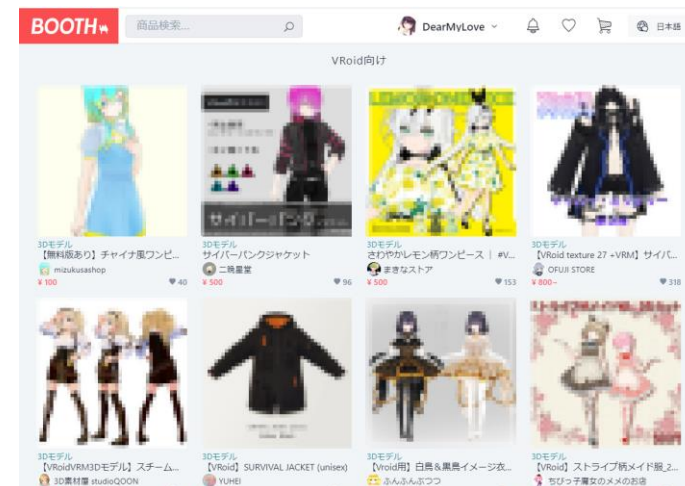 BOOTH
商品検索...
DearMyLove
日本語
VRoid向け
3Dモデル
【無料版あり】チャイナ風ワンピ...
mizukusashop
¥ 100
40
3Dモデル
サイバーパンクジャケット
二晩星堂
¥ 500
96
3Dモデル
さわやかレモン柄ワンピース | #V...
まきなストア
¥ 500
153
3Dモデル
【VRoid texture 27 +VRM】サイバ...
OFUJI STORE
¥ 800~
318
3Dモデル
【VRoidVRM3Dモデル】スチーム...
3D素材屋 studioQOON
3Dモデル
【VRoid】SURVIVAL JACKET (unisex)
YUHEI
3Dモデル
【Vroid用】白鳥&黒鳥イメージ衣...
ふんふんぶつつ
3Dモデル
【VRoid】ストライプ柄メイド服_2...
ちびっ子魔女のメメのお店